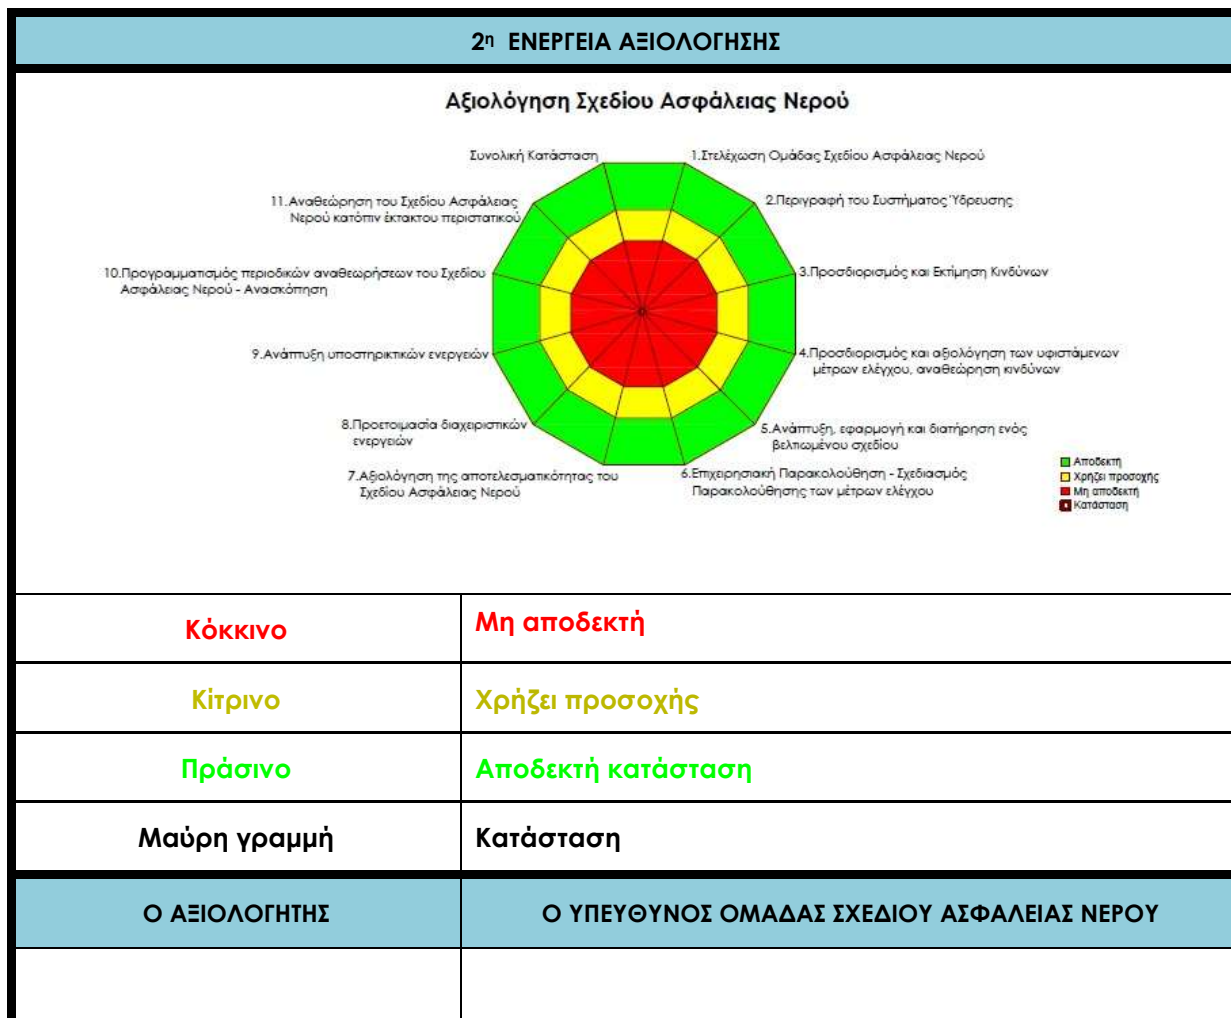 2η ΕΝΕΡΓΕΙΑ ΑΞΙΟΛΟΓΗΣΗΣ
Αξιολόγηση Σχεδίου Ασφάλειας Νερού
Συνολική Κατάσταση
1.Στελέχωση Ομάδας Σχεδίου Ασφάλειας Νερού
2.Περιγραφή του Συστήματος Ύδρευσης
3.Προσδιορισμός και Εκτίμηση Κινδύνων
4.Προσδιορισμός και αξιολόγηση των υφιστάμενων
μέτρων ελέγχου, αναθεώρηση κινδύνων
5.Ανάπτυξη, εφαρμογή και διατήρηση ενός
βελτιωμένου σχεδίου
6.Επιχειρησιακή Παρακολούθηση - Σχεδιασμός
Παρακολούθησης των μέτρων ελέγχου
7.Αξιολόγηση της αποτελεσματικότητας του
Σχεδίου Ασφάλειας Νερού
8.Προετοιμασία διαχειριστικών
ενεργειών
9.Ανάπτυξη υποστηρικτικών ενεργειών
10.Προγραμματισμός περιοδικών αναθεωρήσεων του Σχεδίου
Ασφάλειας Νερού - Ανασκόπηση
11.Αναθεώρηση του Σχεδίου Ασφάλειας
Νερού κατόπιν έκτακτου περιστατικού
Αποδεκτή
Χρήζει προσοχής
Μη αποδεκτή
Κατάσταση
Κόκκινο
Μη αποδεκτή
Κίτρινο
Χρήζει προσοχής
Πράσινο
Αποδεκτή κατάσταση
Μαύρη γραμμή
Κατάσταση
Ο ΑΞΙΟΛΟΓΗΤΗΣ
Ο ΥΠΕΥΘΥΝΟΣ ΟΜΑΔΑΣ ΣΧΕΔΙΟΥ ΑΣΦΑΛΕΙΑΣ ΝΕΡΟΥ